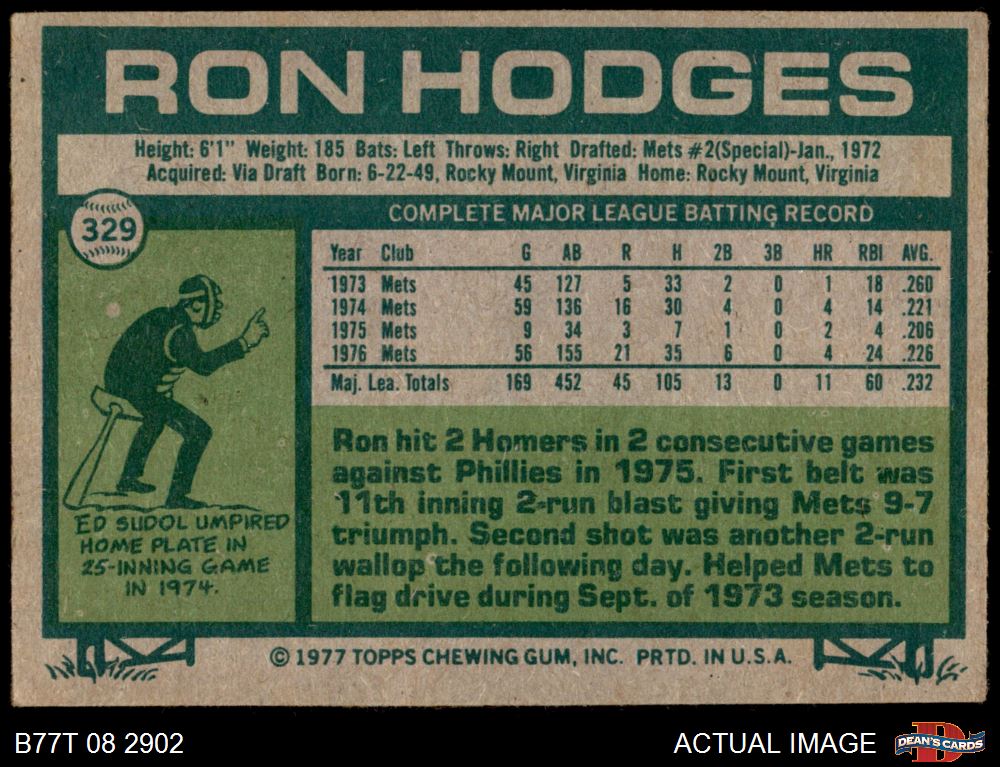 RON HODGES
Height: 6'1" Weight: 185 Bats: Left Throws: Right Drafted: Mets #2(Special)-Jan., 1972
Acquired: Via Draft Born: 6-22-49, Rocky Mount, Virginia Home: Rocky Mount, Virginia
329
COMPLETE MAJOR LEAGUE BATTING RECORD
Year Club G AB R H 2B 3B HR RBI AVG.
1973 Mets 45 127 5 33 2 0 1 18 .260
1974 Mets 59 136 16 30 4 0 4 14 .221
1975 Mets 9 34 3 7 1 0 2 4 .206
1976 Mets 56 155 21 35 6 0 4 24 .226
Maj. Lea. Totals 169 452 45 105 13 0 11 60 .232
ED SUDOL UMPIRED
HOME PLATE IN
25-INNING GAME
IN 1974.
Ron hit 2 Homers in 2 consecutive games
against Phillies in 1975. First belt was
11th inning 2-run blast giving Mets 9-7
triumph. Second shot was another 2-run
wallop the following day. Helped Mets to
flag drive during Sept. of 1973 season.
© 1977 TOPPS CHEWING GUM, INC. PRTD. IN U.S.A.
B77T 08 2902
ACTUAL IMAGE
D
DEAN'S CARDS